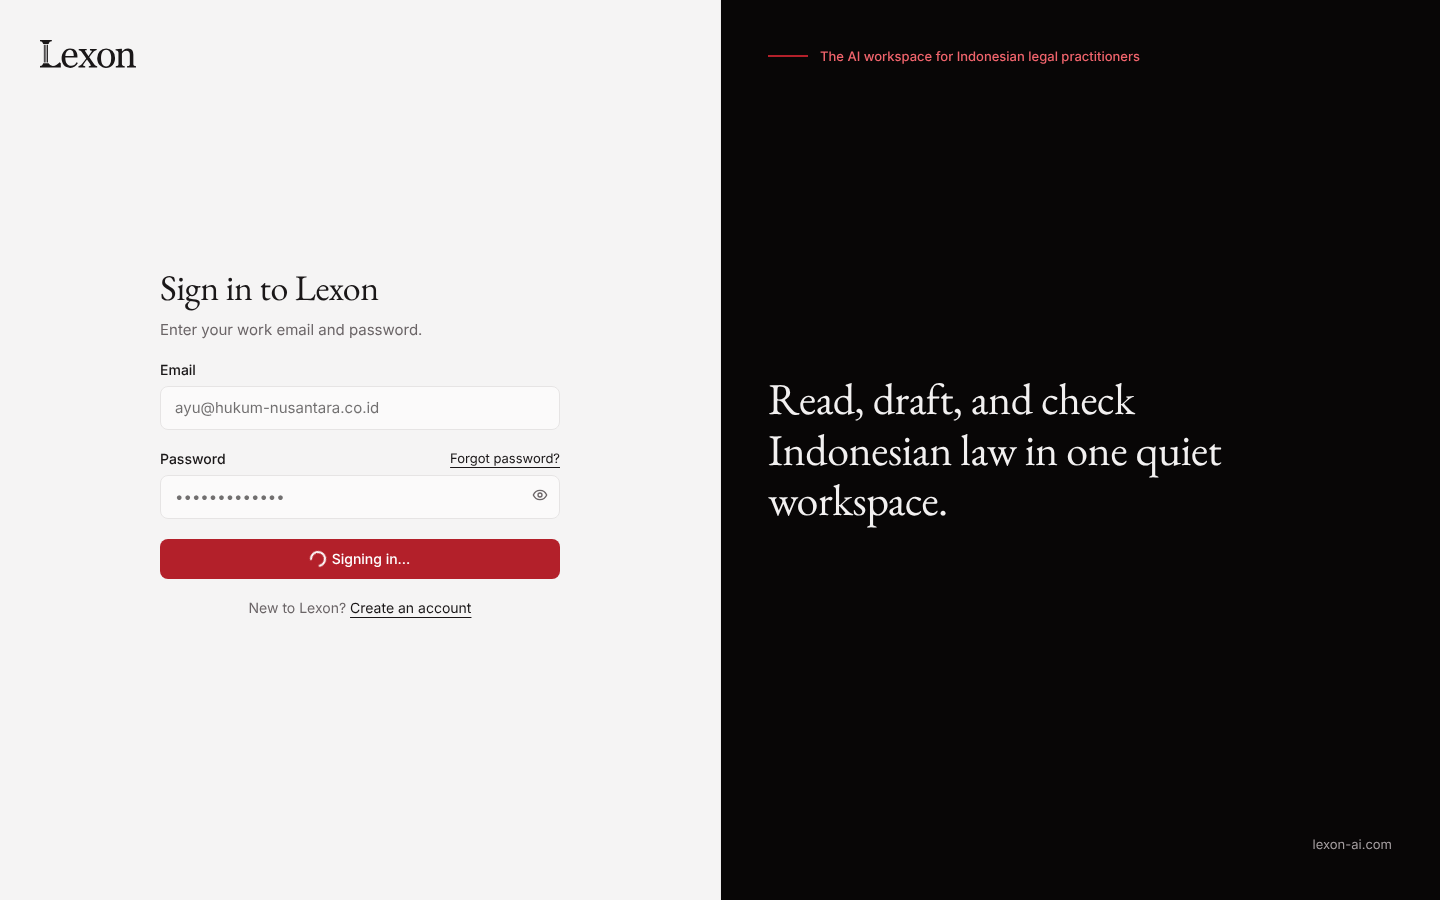 Lexon
Sign in to Lexon
Enter your work email and password.
Email
ayu@hukum-nusantara.co.id
Password
Forgot password?
•••••••••••••
Signing in...
New to Lexon? Create an account
The AI workspace for Indonesian legal practitioners
Read, draft, and check
Indonesian law in one quiet
workspace.
lexon-ai.com